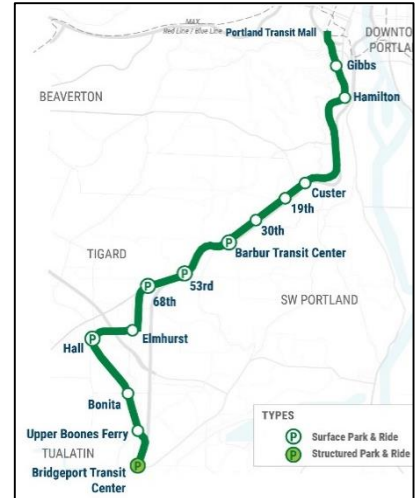 MAX
Red Line / Blue Line
Portland Transit Mall
DOWNTO
PORTLA
Gibbs
BEAVERTON
Hamilton
Custer
19th
30th
TIGARD
Barbur Transit Center
53rd
68th
SW PORTLAND
Elmhurst
Hall
Bonita
TYPES
P Surface Park & Ride
P Structured Park & Ride
Upper Boones Ferry
TUALATIN
Bridgeport Transit
Center